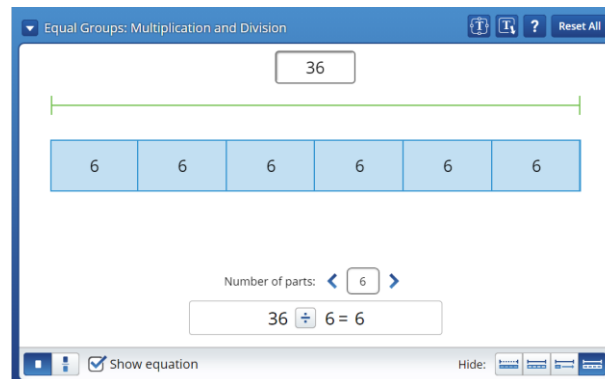 Equal Groups: Multiplication and Division T T ? Reset All
36
6 6 6 6 6 6
Number of parts: 6
36 ÷ 6 = 6
Show equation Hide: